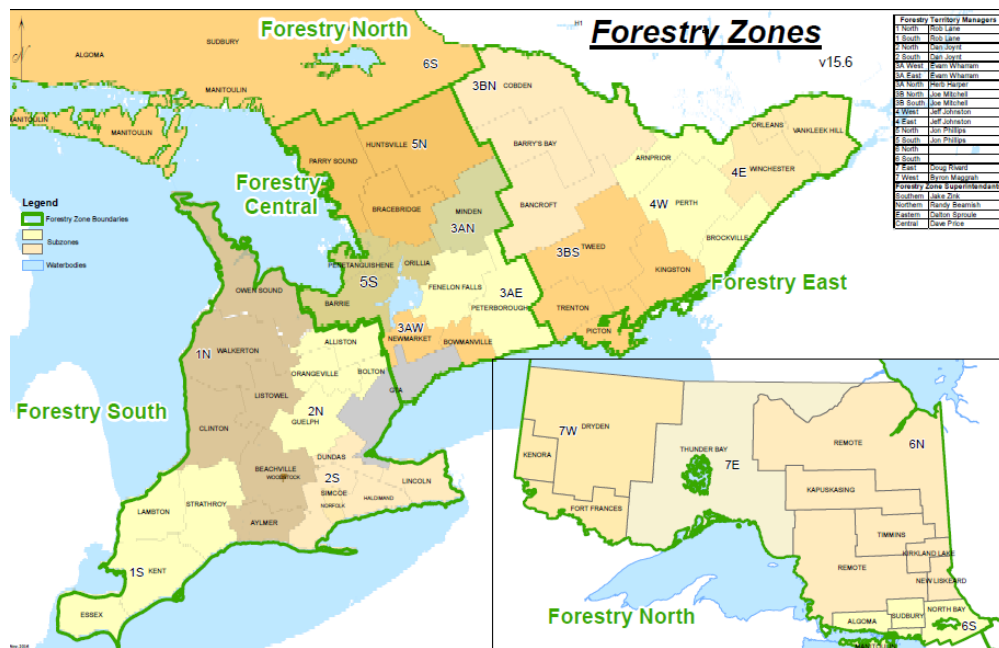 Forestry Zones
v15.6
Forestry North
H1
SUDBURY
ALGOMA
6S
MANITOULIN
MANITOULIN
MANITOULIN
3BN
COBDEN
ORLEANS
VANKLEEK HILL
HUNTSVILLE
5N
PARRY SOUND
BARRY'S BAY
ARNPRIOR
WINCHESTER
4E
Forestry
Central
BRACEBRIDGE
MINDEN
3AN
BANCROFT
4W
PERTH
BROCKVILLE
3BS
TWEED
KINGSTON
PENETANGUISHENE
ORILLIA
5S
BARRIE
FENELON FALLS
3AE
PETERBOROUGH
TRENTON
PICTON
Forestry East
3AW
NEWMARKET
BOWMANVILLE
OWEN SOUND
1N
WALKERTON
ALLISTON
ORANGEVILLE
BOLTON
GTA
LISTOWEL
2N
GUELPH
Forestry South
CLINTON
DUNDAS
BEACHVILLE
WOODSTOCK
2S
SIMCOE
NORFOLK
HALDIMAND
LINCOLN
STRATHROY
LAMBTON
AYLMER
1S
KENT
ESSEX
Legend
Forestry Zone Boundaries
Subzones
Waterbodies
Forestry Territory Managers
1 North Rob Lane
1 South Rob Lane
2 North Dan Joynt
2 South Dan Joynt
3A West Evam Wharram
3A East Evam Wharram
3A North Herb Harper
3B North Joe Mitchell
3B South Joe Mitchell
4 West Jeff Johnston
4 East Jeff Johnston
5 North Jon Phillips
5 South Jon Phillips
6 North
6 South
7 East Doug Rivard
7 West Byron Maggrah
Forestry Zone Superintendants
Southern Jake Zink
Northern Randy Beamish
Eastern Dalton Sproule
Central Dave Price
7W
DRYDEN
KENORA
FORT FRANCES
THUNDER BAY
7E
REMOTE
6N
KAPUSKASING
TIMMINS
KIRKLAND LAKE
REMOTE
NEW LISKEARD
ALGOMA
SUDBURY
NORTH BAY
6S
MANITOULIN
Forestry North